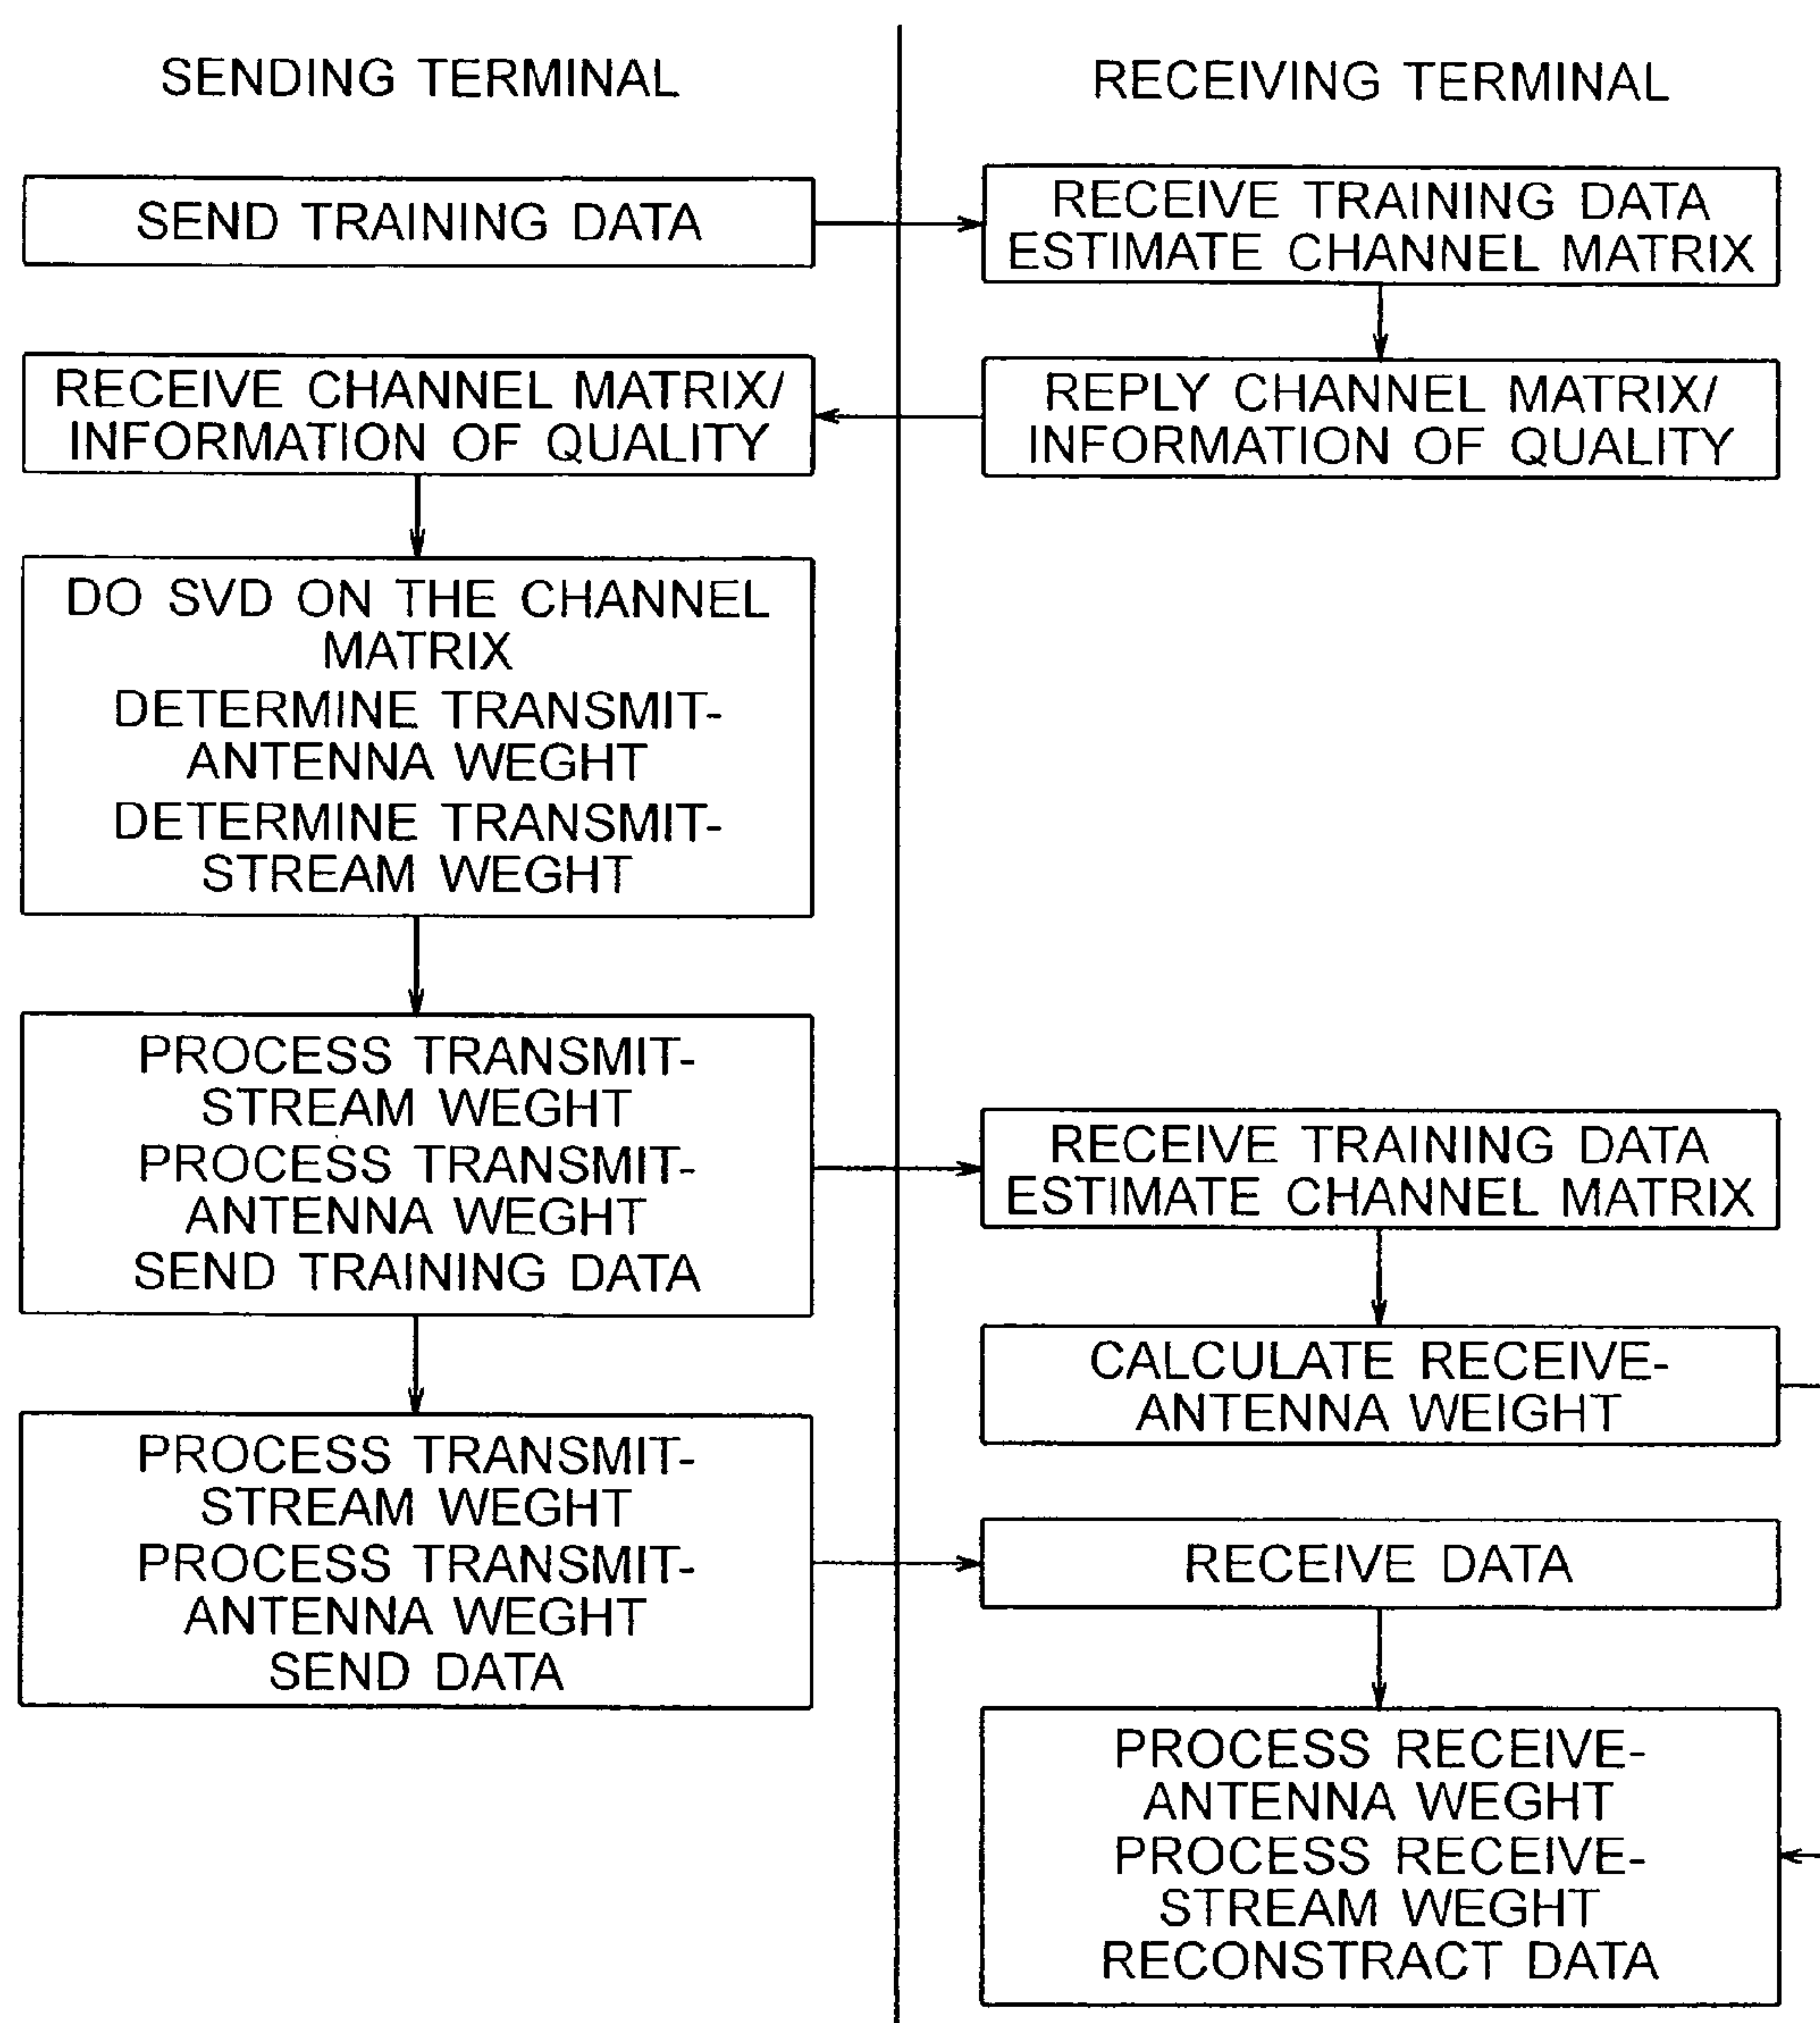 SENDING TERMINAL
RECEIVING TERMINAL
SEND TRAINING DATA
RECEIVE TRAINING DATA
ESTIMATE CHANNEL MATRIX
RECEIVE CHANNEL MATRIX/
INFORMATION OF QUALITY
REPLY CHANNEL MATRIX/
INFORMATION OF QUALITY
DO SVD ON THE CHANNEL
MATRIX
DETERMINE TRANSMIT-
ANTENNA WEGHT
DETERMINE TRANSMIT-
STREAM WEGHT
PROCESS TRANSMIT-
STREAM WEGHT
PROCESS TRANSMIT-
ANTENNA WEGHT
SEND TRAINING DATA
RECEIVE TRAINING DATA
ESTIMATE CHANNEL MATRIX
CALCULATE RECEIVE-
ANTENNA WEIGHT
PROCESS TRANSMIT-
STREAM WEGHT
PROCESS TRANSMIT-
ANTENNA WEGHT
SEND DATA
RECEIVE DATA
PROCESS RECEIVE-
ANTENNA WEGHT
PROCESS RECEIVE-
STREAM WEGHT
RECONSTRACT DATA